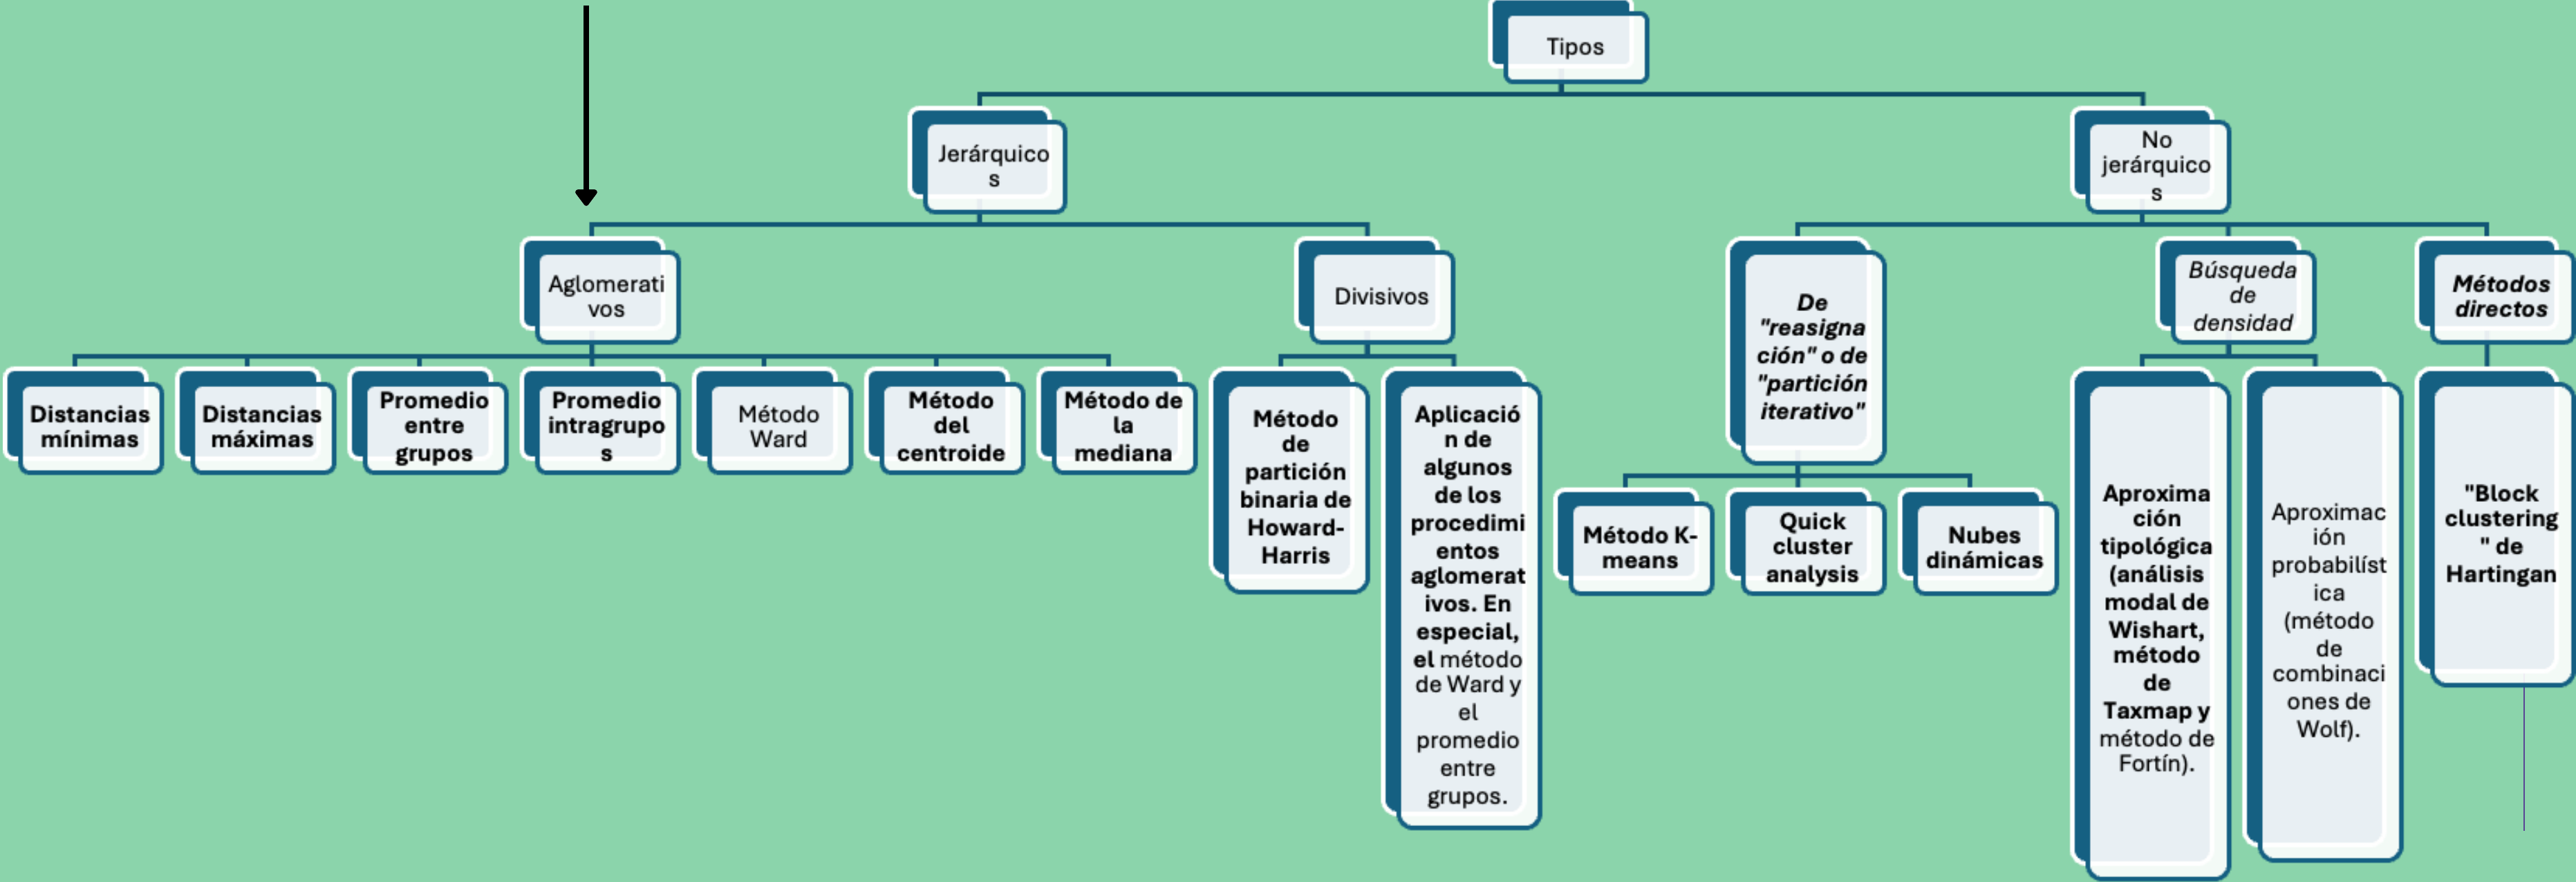 Tipos
Jerárquico
s
No
jerárquico
s
Aglomerati
vos
Divisivos
De
"reasigna
ción" o de
"partición
iterativo"
Búsqueda
de
densidad
Métodos
directos
Distancias
mínimas
Distancias
máximas
Promedio
entre
grupos
Promedio
intragrupo
s
Método
Ward
Método
del
centroide
Método de
la
mediana
Método
de
partición
binaria de
Howard-
Harris
Aplicació
n de
algunos
de los
procedimi
entos
aglomerat
ivos. En
especial,
el método
de Ward y
el
promedio
entre
grupos.
Método K-
means
Quick
cluster
analysis
Nubes
dinámicas
Aproxima
ción
tipológica
(análisis
modal de
Wishart,
método
de
Taxmap y
método de
Fortín).
Aproximac
ión
probabilíst
ica
(método
de
combinaci
ones de
Wolf).
"Block
clustering
" de
Hartingan